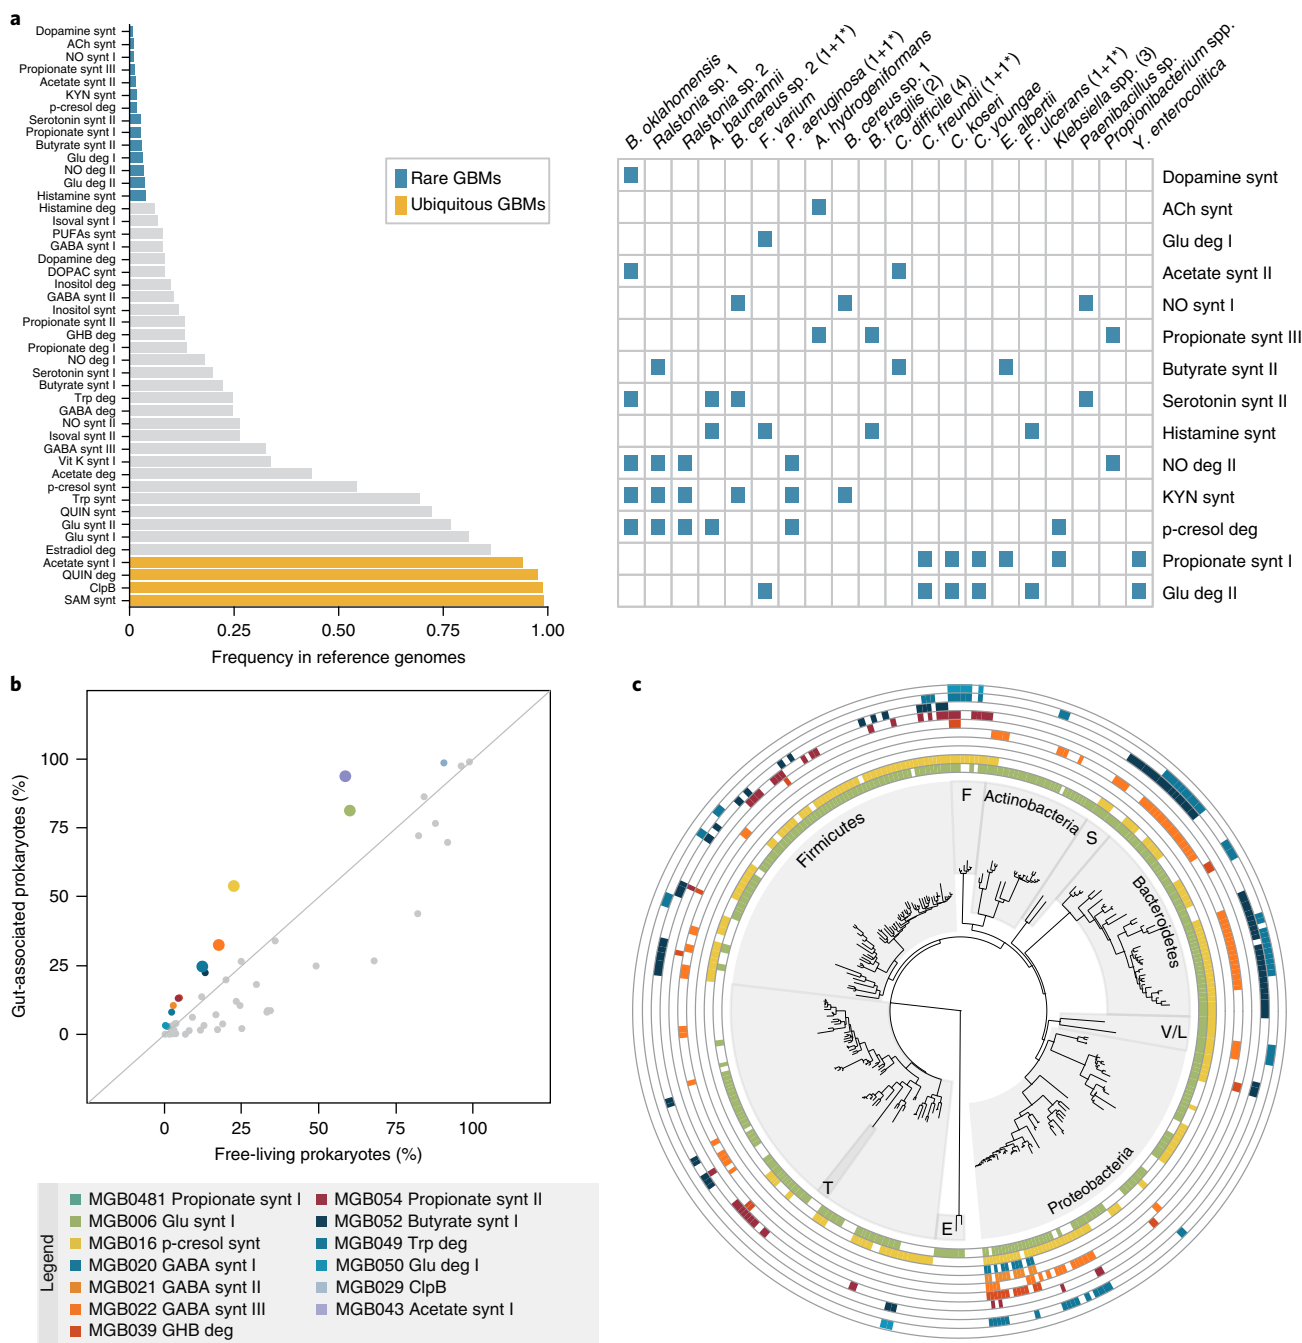 a
Dopamine synt
ACh synt
NO synt I
Propionate synt III
Acetate synt II
KYN synt
p-cresol deg
Serotonin synt II
Propionate synt I
Butyrate synt II
Glu deg I
NO deg II
Glu deg II
Histamine synt
Histamine deg
Isoval synt I
PUFAs synt
GABA synt I
Dopamine deg
DOPAC synt
Inositol deg
GABA synt II
Inositol synt
Propionate synt II
GHB deg
Propionate deg I
NO deg I
Serotonin synt I
Butyrate synt I
Trp deg
GABA deg
NO synt II
Isoval synt II
GABA synt III
Vit K synt I
Acetate deg
p-cresol synt
Trp synt
QUIN synt
Glu synt II
Glu synt I
Estradiol deg
Acetate synt I
QUIN deg
ClpB
SAM synt
0 0.25 0.50 0.75 1.00
Frequency in reference genomes
Rare GBMs
Ubiquitous GBMs
B. oklahomensis
Ralstonia sp. 1
Ralstonia sp. 2
A. baumannii
B. cereus sp. 2 (1+1*)
F. varium
P. aeruginosa (1+1*)
A. hydrogeniformans
B. cereus sp. 1
B. fragilis (2)
C. difficile (4)
C. freundii (1+1*)
C. koseri
C. youngae
E. albertii
F. ulcerans (1+1*)
Klebsiella spp. (3)
Paenibacillus sp.
Propionibacterium spp.
Y. enterocolitica
Dopamine synt
ACh synt
Glu deg I
Acetate synt II
NO synt I
Propionate synt III
Butyrate synt II
Serotonin synt II
Histamine synt
NO deg II
KYN synt
p-cresol deg
Propionate synt I
Glu deg II
b
Gut-associated prokaryotes (%)
100
75
50
25
0
0 25 50 75 100
Free-living prokaryotes (%)
c
Firmicutes
F
Actinobacteria
S
Bacteroidetes
V/L
Proteobacteria
E
T
Legend
MGB0481 Propionate synt I
MGB006 Glu synt I
MGB016 p-cresol synt
MGB020 GABA synt I
MGB021 GABA synt II
MGB022 GABA synt III
MGB039 GHB deg
MGB054 Propionate synt II
MGB052 Butyrate synt I
MGB049 Trp deg
MGB050 Glu deg I
MGB029 ClpB
MGB043 Acetate synt I